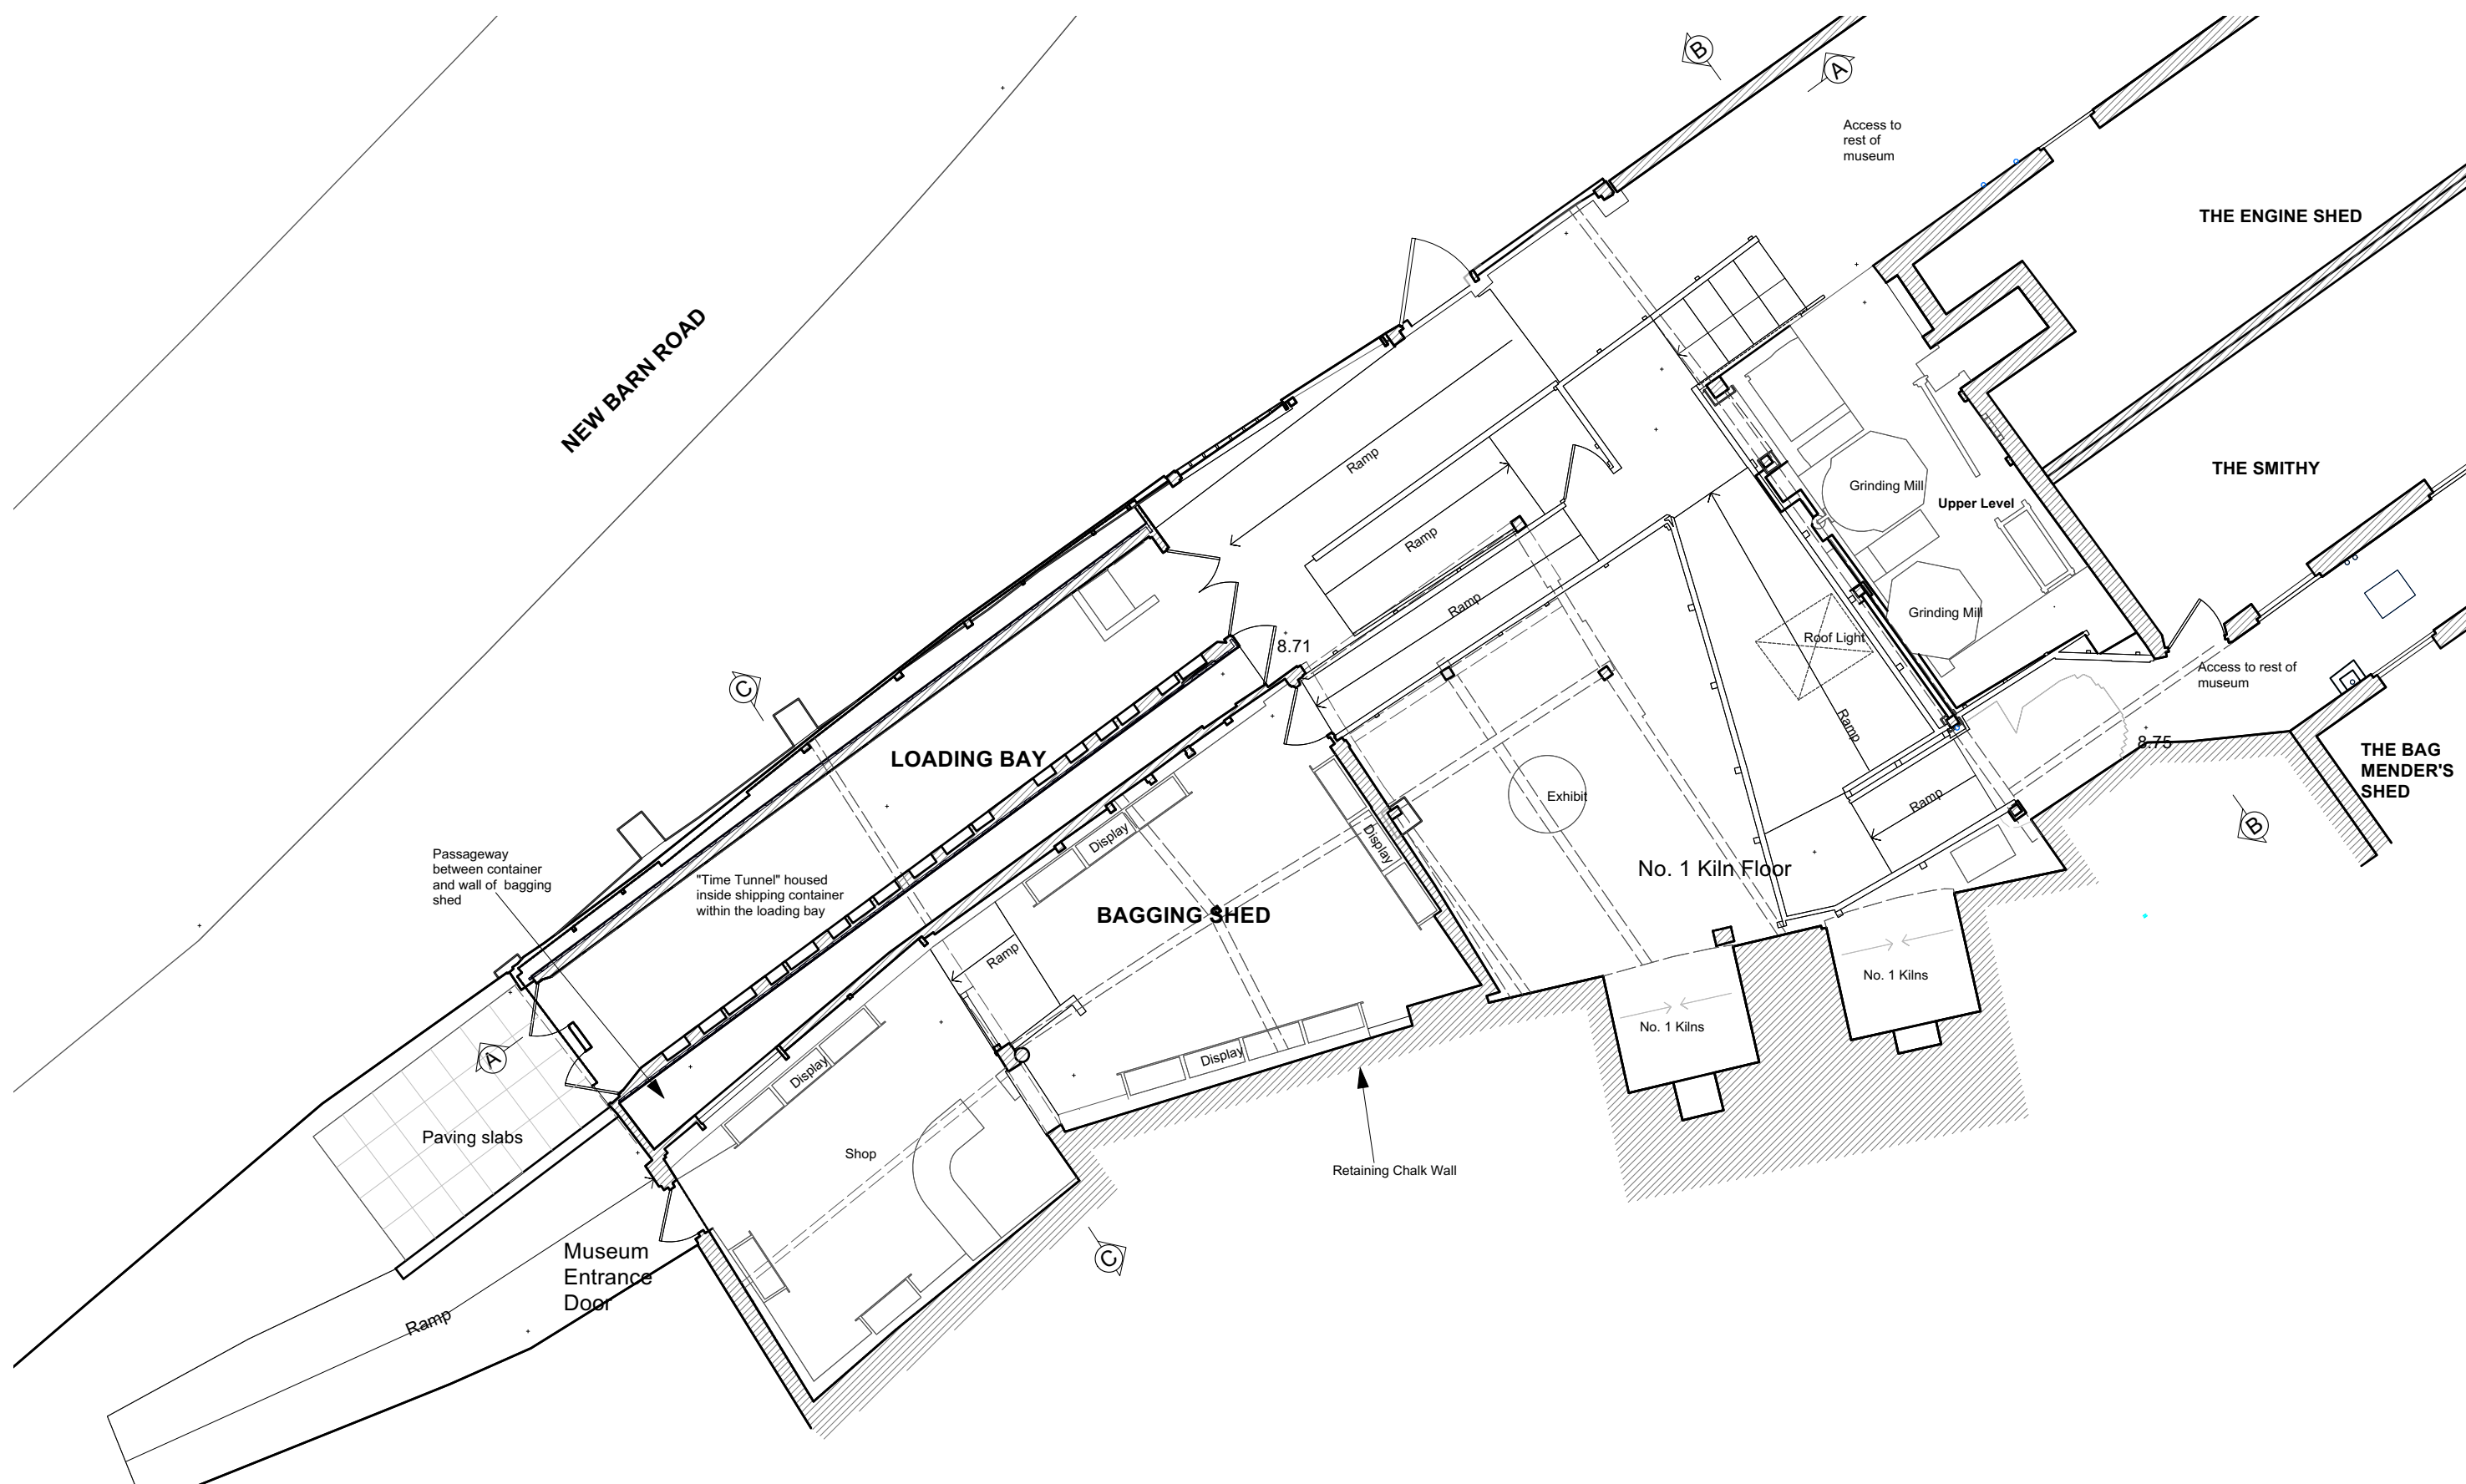 B
A
Access to
rest of
museum
THE ENGINE SHED
NEW BARN ROAD
Ramp
THE SMITHY
Grinding Mill
Upper Level
Ramp
Ramp
Grinding Mill
Roof Light
8.71
Access to rest of
museum
C
Ramp
8.75
LOADING BAY
THE BAG
MENDER'S
SHED
Exhibit
Ramp
B
Display
Display
Passageway
between container
and wall of bagging
shed
"Time Tunnel" housed
inside shipping container
within the loading bay
No. 1 Kiln Floor
BAGGING SHED
Ramp
No. 1 Kilns
No. 1 Kilns
A
Display
Display
Paving slabs
Shop
Retaining Chalk Wall
Museum
Entrance
Door
C
Ramp